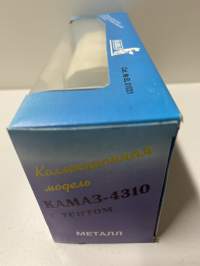 Коллекционная
модель
КАМАЗ-4310
с тентом
МЕТАЛЛ